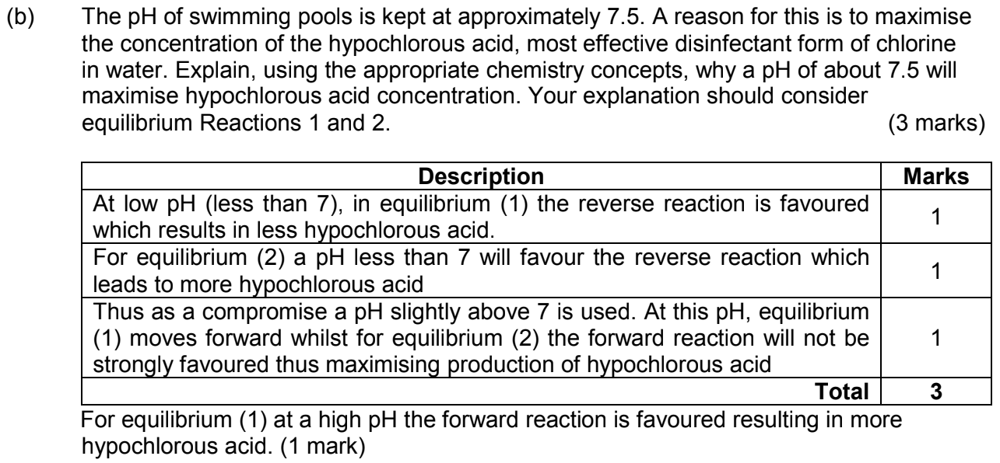 (b) The pH of swimming pools is kept at approximately 7.5. A reason for this is to maximise
the concentration of the hypochlorous acid, most effective disinfectant form of chlorine
in water. Explain, using the appropriate chemistry concepts, why a pH of about 7.5 will
maximise hypochlorous acid concentration. Your explanation should consider
equilibrium Reactions 1 and 2. (3 marks)
Description Marks
At low pH (less than 7), in equilibrium (1) the reverse reaction is favoured
which results in less hypochlorous acid. 1
For equilibrium (2) a pH less than 7 will favour the reverse reaction which
leads to more hypochlorous acid 1
Thus as a compromise a pH slightly above 7 is used. At this pH, equilibrium
(1) moves forward whilst for equilibrium (2) the forward reaction will not be 1
strongly favoured thus maximising production of hypochlorous acid
Total 3
For equilibrium (1) at a high pH the forward reaction is favoured resulting in more
hypochlorous acid. (1 mark)